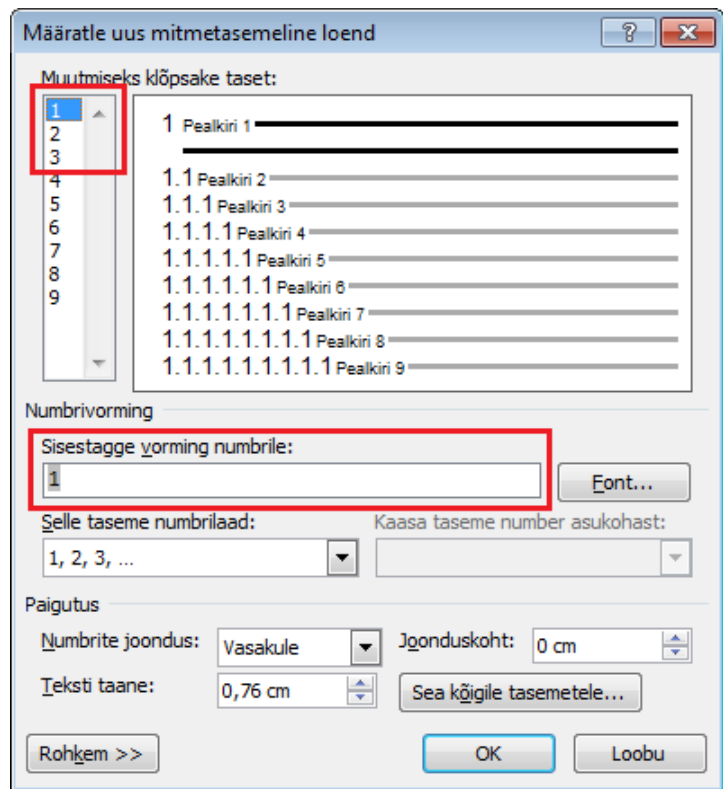 Määratle uus mitmetasemeline loend
Muutmiseks klõpsake taset:
1
2
3
4
5
6
7
8
9
1 Pealkiri 1
1.1 Pealkiri 2
1.1.1 Pealkiri 3
1.1.1.1 Pealkiri 4
1.1.1.1.1 Pealkiri 5
1.1.1.1.1.1 Pealkiri 6
1.1.1.1.1.1.1 Pealkiri 7
1.1.1.1.1.1.1.1 Pealkiri 8
1.1.1.1.1.1.1.1.1 Pealkiri 9
Numbrivorming
Sisestagge vorming numbrile:
1
Font...
Selle taseme numbrilaad:
Kaasa taseme number asukohast:
1, 2, 3, ...
Paigutus
Numbrite joondus: Vasakule
Joonduskoht: 0 cm
Teksti taane: 0,76 cm
Sea kõigile tasemetele...
Rohkem >>
OK
Loobu